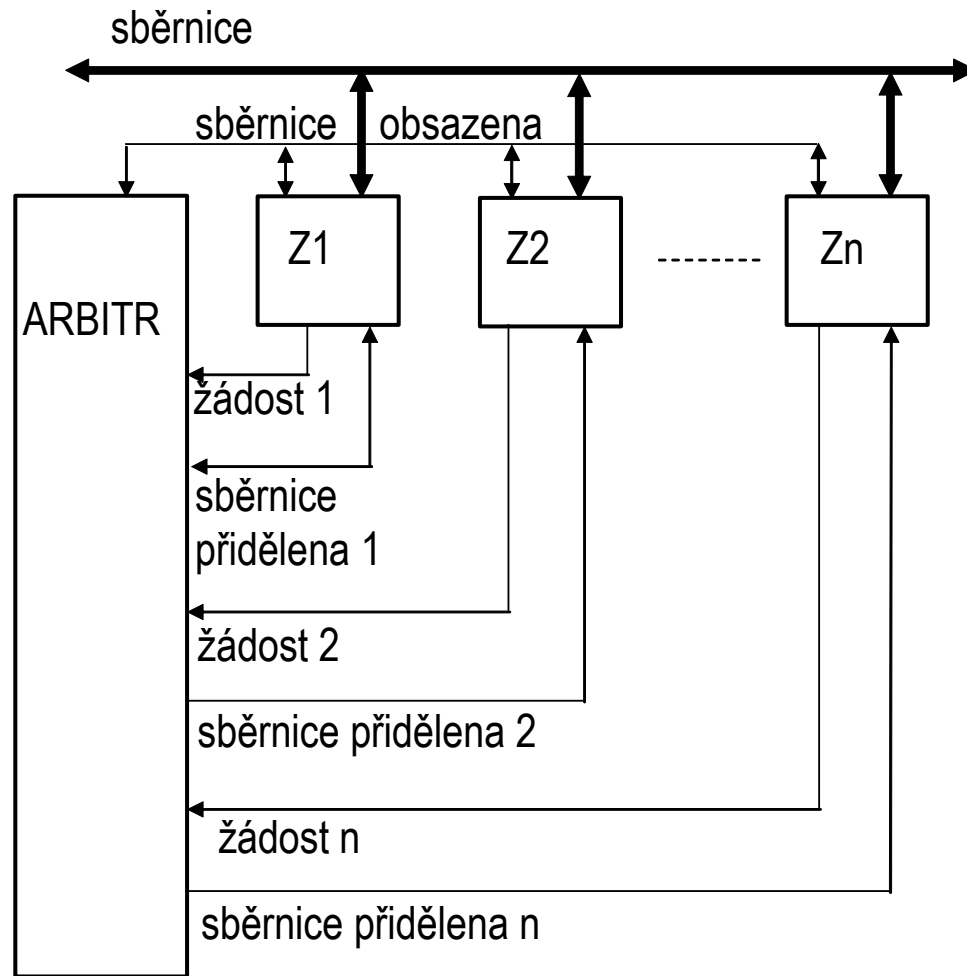 sběrnice
sběrnice obsazena
Z1
Z2
Zn
ARBITR
žádost 1
sběrnice
přidělena 1
žádost 2
sběrnice přidělena 2
žádost n
sběrnice přidělena n